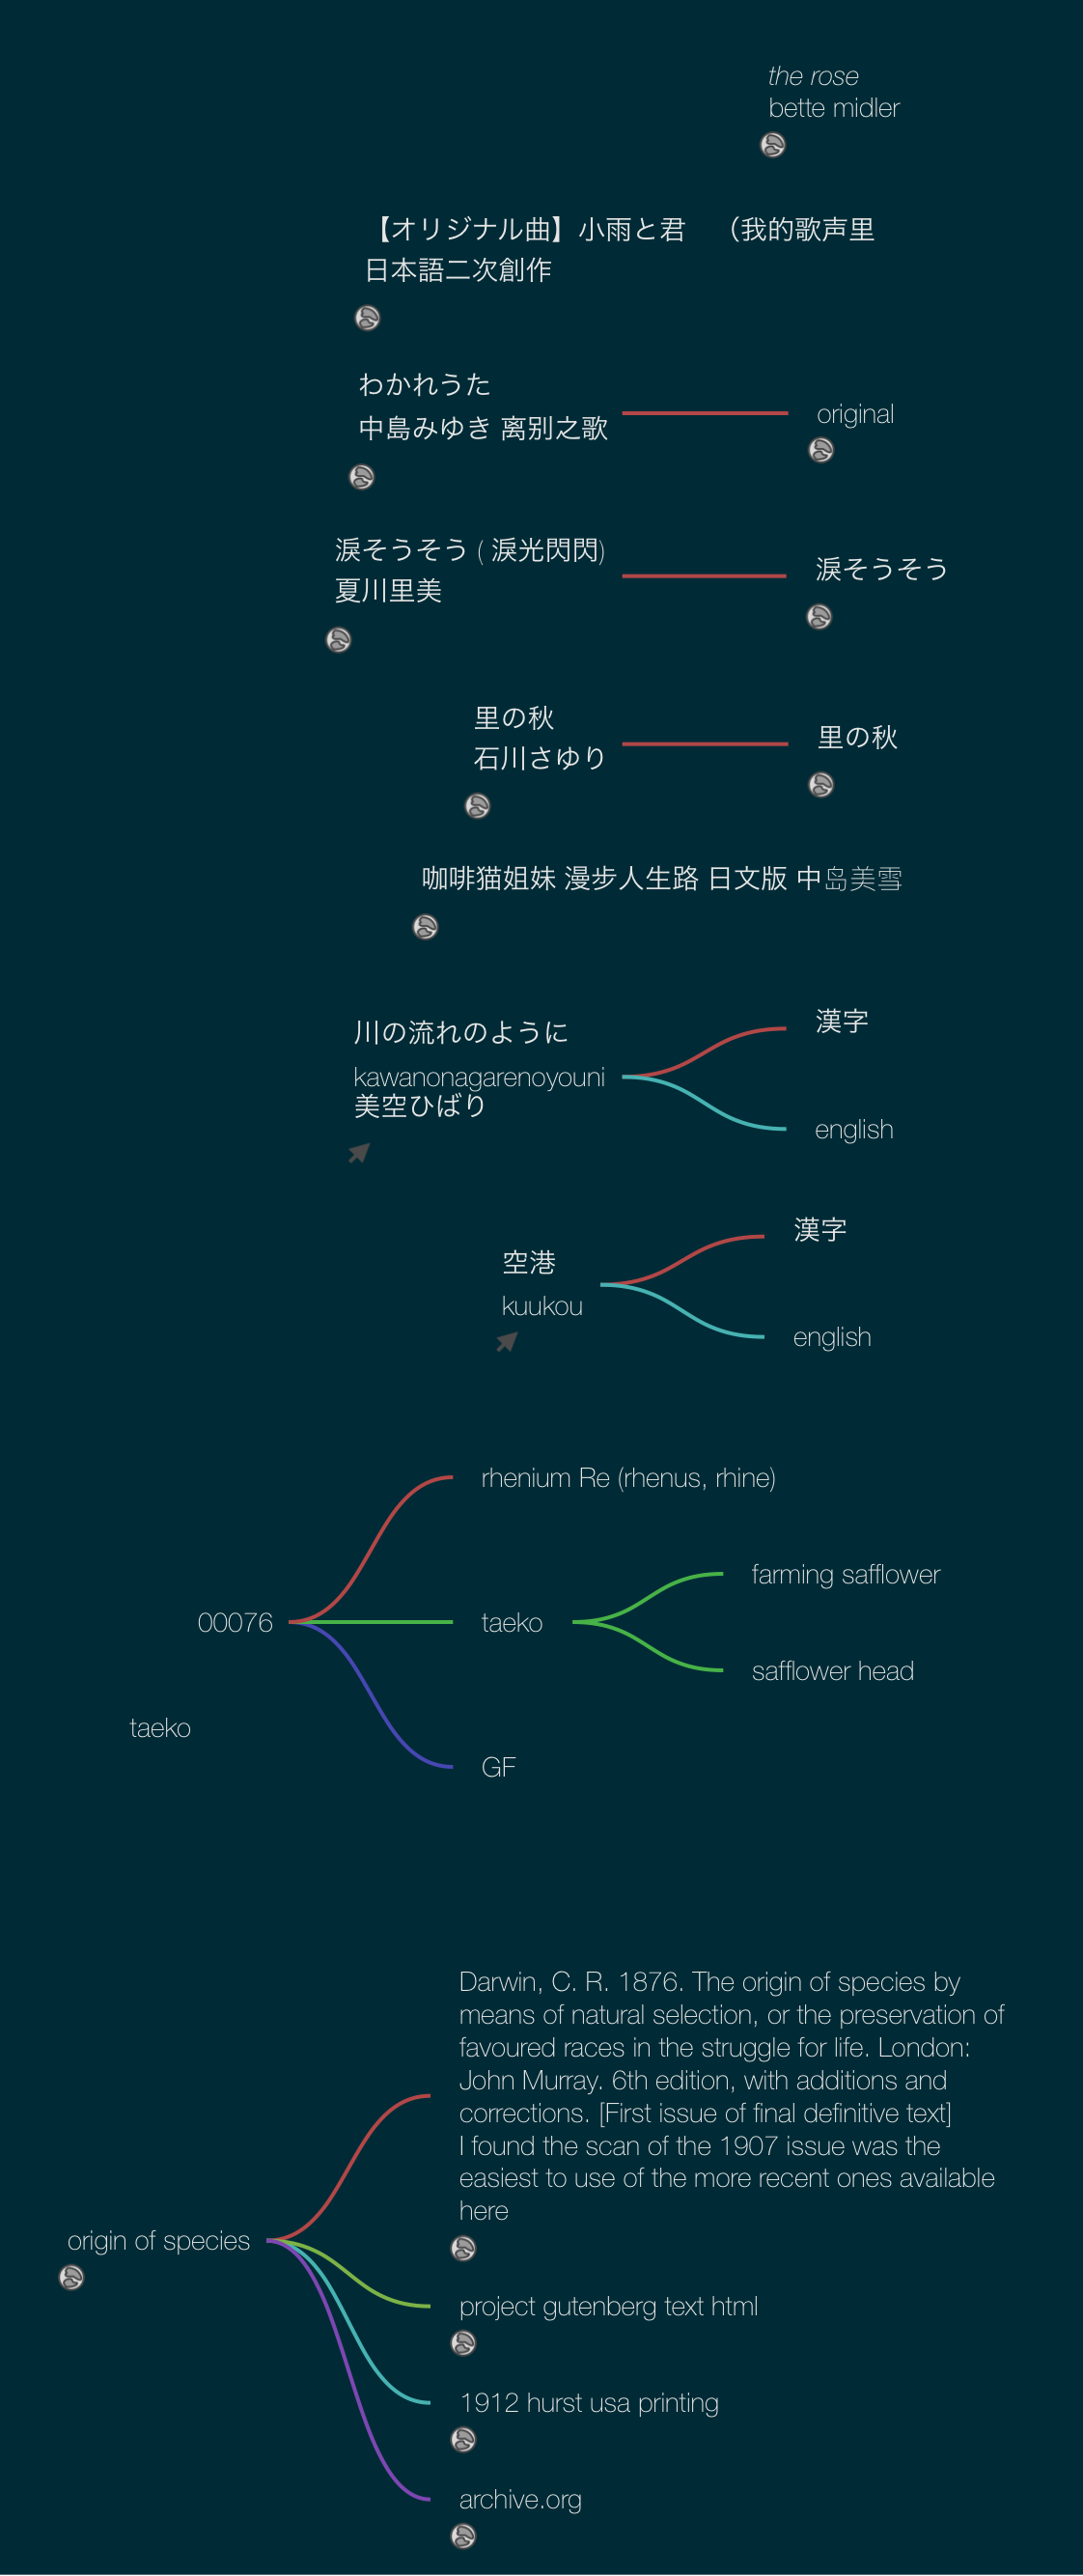 the rose
bette midler
【オリジナル曲】小雨と君　（我的歌声里
日本語二次創作
わかれうた
中島みゆき 离别之歌
original
涙そうそう ( 淚光閃閃)
夏川里美
涙そうそう
里の秋
石川さゆり
里の秋
咖啡猫姐妹 漫步人生路 日文版 中岛美雪
川の流れのように
kawanonagarenoyouni
美空ひばり
漢字
english
空港
kuukou
漢字
english
00076
rhenium Re (rhenus, rhine)
taeko
farming safflower
safflower head
GF
taeko
origin of species
Darwin, C. R. 1876. The origin of species by
means of natural selection, or the preservation of
favoured races in the struggle for life. London:
John Murray. 6th edition, with additions and
corrections. [First issue of final definitive text]
I found the scan of the 1907 issue was the
easiest to use of the more recent ones available
here
project gutenberg text html
1912 hurst usa printing
archive.org